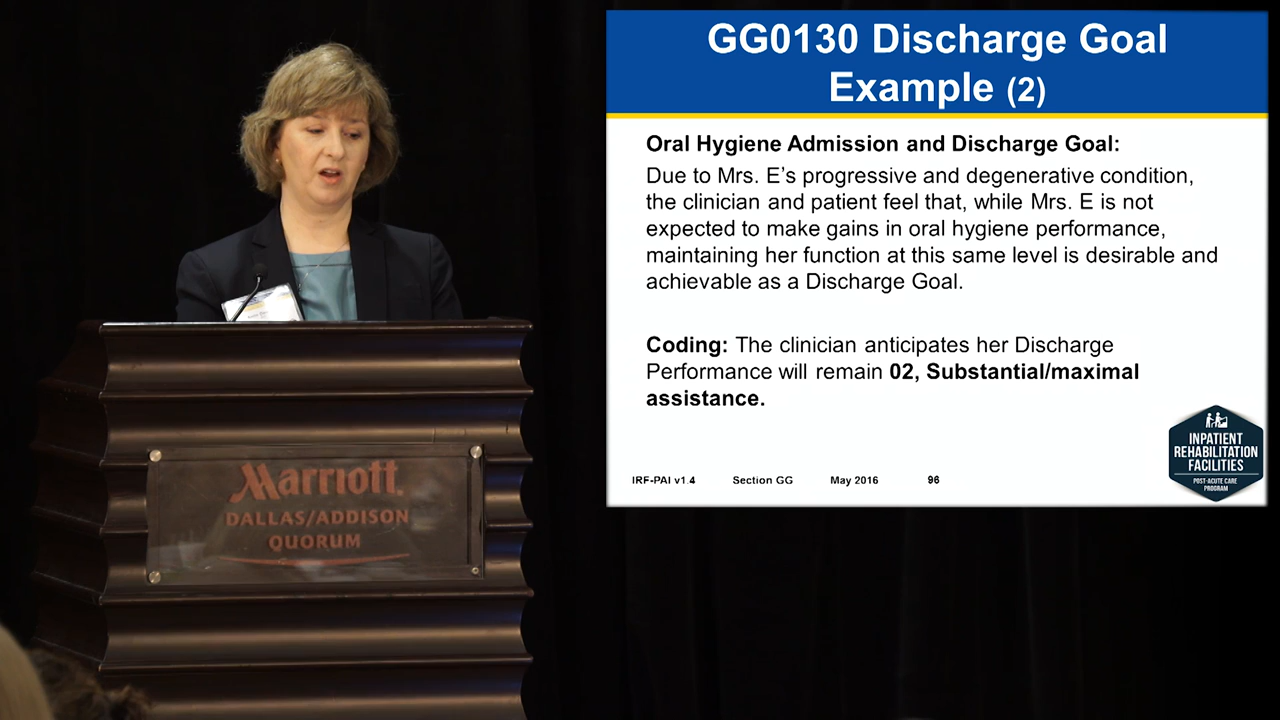 GG0130 Discharge Goal
Example (2)
Oral Hygiene Admission and Discharge Goal:
Due to Mrs. E's progressive and degenerative condition,
the clinician and patient feel that, while Mrs. E is not
expected to make gains in oral hygiene performance,
maintaining her function at this same level is desirable and
achievable as a Discharge Goal.
Coding: The clinician anticipates her Discharge
Performance will remain 02, Substantial/maximal
assistance.
INPATIENT
REHABILITATION
FACILITIES
POST-ACUTE CARE
PROGRAM
IRF-PAI v1.4 Section GG May 2016 96
Marriott
DALLAS/ADDISON
QUORUM